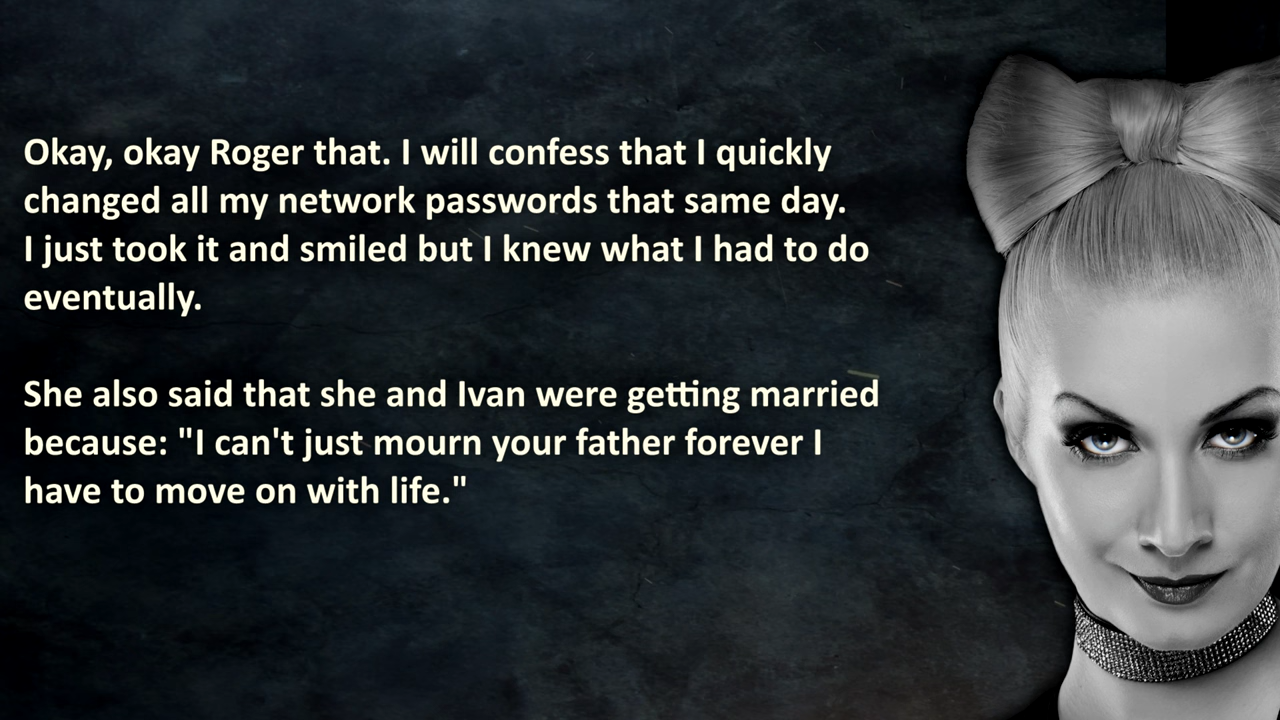 Okay, okay Roger that. I will confess that I quickly
changed all my network passwords that same day.
I just took it and smiled but I knew what I had to do
eventually.
She also said that she and Ivan were getting married
because: "I can't just mourn your father forever I
have to move on with life."